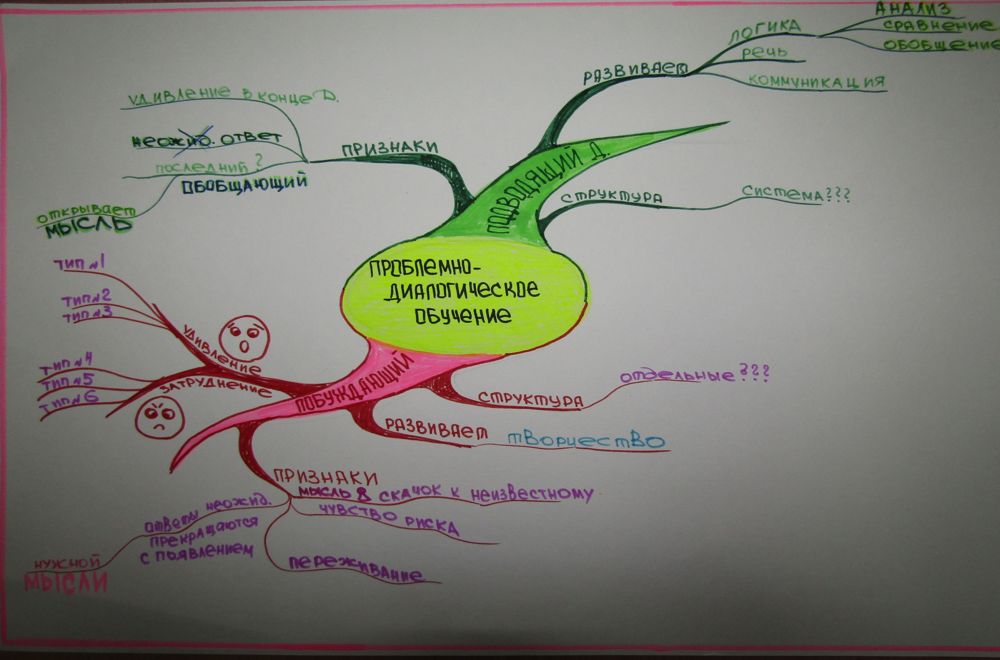 АНАЛИЗ
СРАВНЕНИЕ
ОБОБЩЕНИЕ
ЛОГИКА
РЕЧЬ
КОММУНИКАЦИЯ
РАЗВИВАЕТ
ПОДВОДЯЩИЙ Д.
СТРУКТУРА
СИСТЕМА???
ПРИЗНАКИ
УДИВЛЕНИЕ В КОНЦЕ Д.
НЕОЖИД. ОТВЕТ
ПОСЛЕДНИЙ ?
ОБОБЩАЮЩИЙ
ОТКРЫВАЕТ
МЫСЛЬ
ПРОБЛЕМНО-
ДИАЛОГИЧЕСКОЕ
ОБУЧЕНИЕ
ТИП №1
ТИП №2
ТИП №3
УДИВЛЕНИЕ
ТИП №4
ТИП №5
ТИП №6
ЗАТРУДНЕНИЕ
ПОБУЖДАЮЩИЙ
СТРУКТУРА
ОТДЕЛЬНЫЕ ???
РАЗВИВАЕТ
ТВОРЧЕСТВО
ПРИЗНАКИ
МЫСЛЬ СКАЧОК К НЕИЗВЕСТНОМУ
ЧУВСТВО РИСКА
ПЕРЕЖИВАНИЕ
ОТВЕТЫ НЕОЖИД.
ПРЕКРАЩАЮТСЯ
С ПОЯВЛЕНИЕМ
НУЖНОЙ
МЫСЛИ